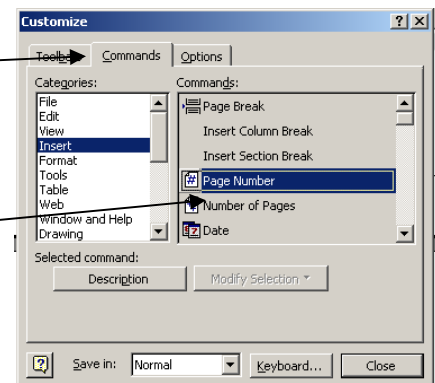 Customize
Toolbars Commands Options
Categories: Commands:
File
Edit
View
Insert
Format
Tools
Table
Web
Window and Help
Drawing
Page Break
Insert Column Break
Insert Section Break
Page Number
Number of Pages
Date
Selected command:
Description Modify Selection
Save in: Normal Keyboard... Close